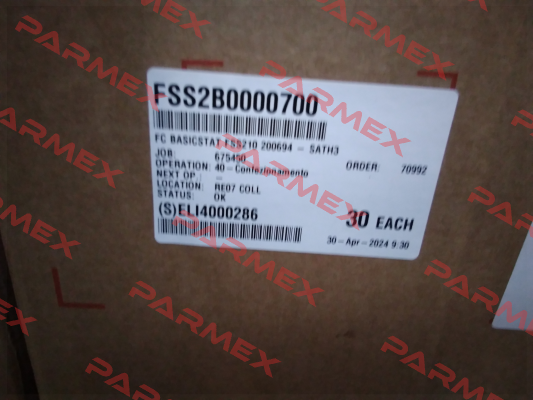 FSS2B0000700
FC BASICSTAT FSS210 200694 - SATH3
JOB: 675450 ORDER: 70992
OPERATION: 40-Confezionamento
NEXT OP.: -
LOCATION: RE07 COLL
STATUS: OK
(S)ELI4000286 30 EACH
30-Apr-2024 9:30
PARMEX
PARMEX
PARMEX
PARMEX
PARMEX
PARMEX
PARMEX